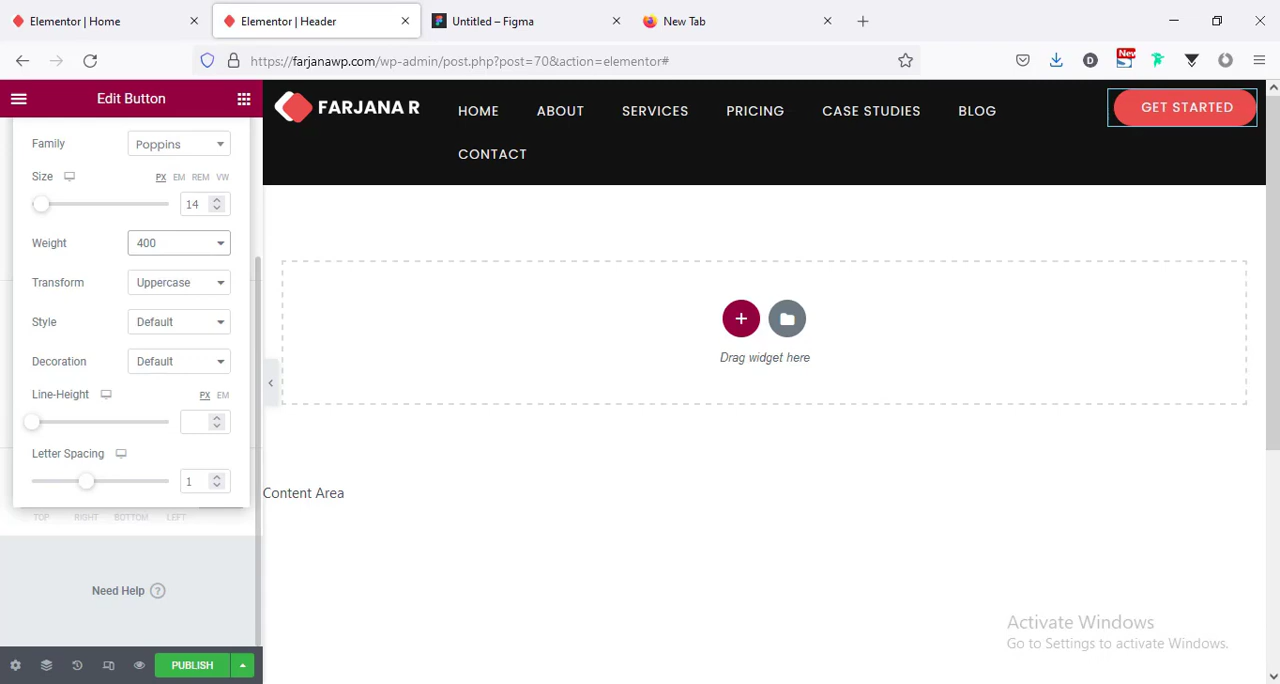 Elementor | Home
Elementor | Header
Untitled – Figma
New Tab
https://farjanawp.com/wp-admin/post.php?post=70&action=elementor#
D
New
Edit Button
Family
Poppins
Size
PX EM REM VW
14
Weight
400
Transform
Uppercase
Style
Default
Decoration
Default
Line-Height
PX EM
Letter Spacing
1
TOP RIGHT BOTTOM LEFT
Need Help ?
PUBLISH
FARJANA R
HOME ABOUT SERVICES PRICING CASE STUDIES BLOG
CONTACT
GET STARTED
Drag widget here
Content Area
Activate Windows
Go to Settings to activate Windows.